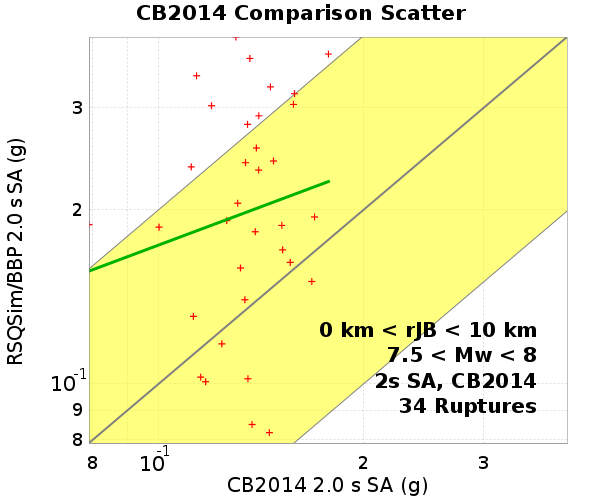 CB2014 Comparison Scatter
RSQSim/BBP 2.0 s SA (g)
3
2
10-1
9
8
0 km < rJB < 10 km
7.5 < Mw < 8
2s SA, CB2014
34 Ruptures
8 10-1 2 3
CB2014 2.0 s SA (g)